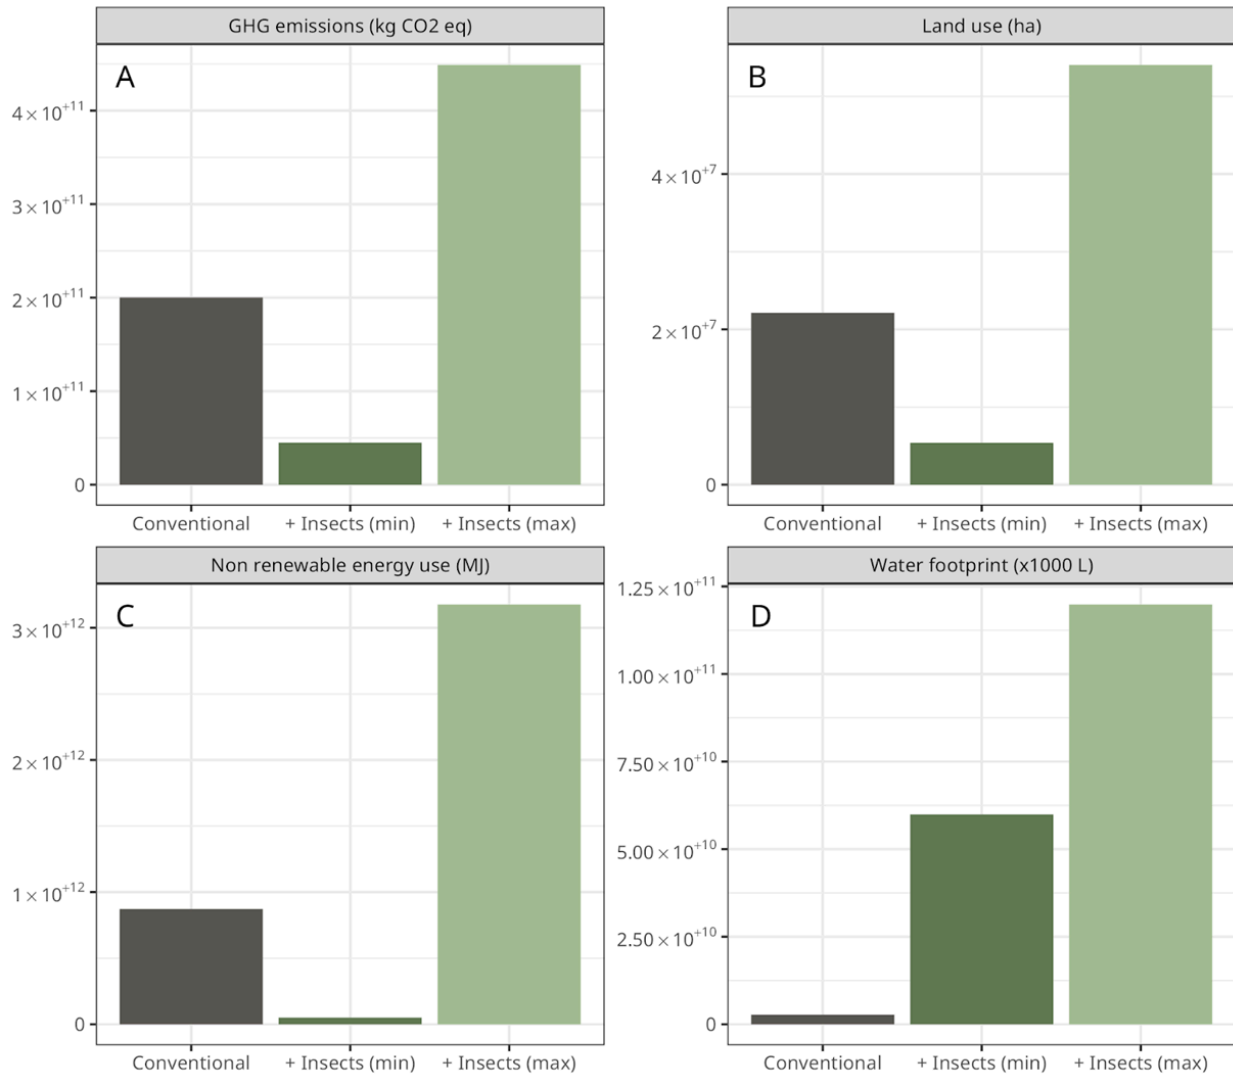 GHG emissions (kg CO2 eq)
A
4×10⁺¹¹
3×10⁺¹¹
2×10⁺¹¹
1×10⁺¹¹
0
Conventional + Insects (min) + Insects (max)
Land use (ha)
B
4×10⁺⁷
2×10⁺⁷
0
Conventional + Insects (min) + Insects (max)
Non renewable energy use (MJ)
C
3×10⁺¹²
2×10⁺¹²
1×10⁺¹²
0
Conventional + Insects (min) + Insects (max)
Water footprint (x1000 L)
1.25×10⁺¹¹
D
1.00×10⁺¹¹
7.50×10⁺¹⁰
5.00×10⁺¹⁰
2.50×10⁺¹⁰
0
Conventional + Insects (min) + Insects (max)